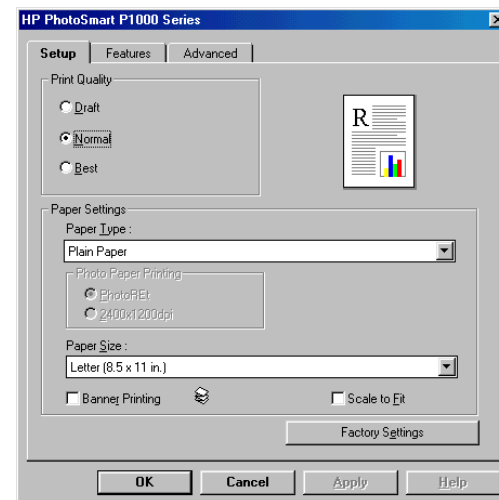 HP PhotoSmart P1000 Series
Setup Features Advanced
Print Quality
Draft
Normal
Best
R
Paper Settings
Paper Type :
Plain Paper
Photo Paper Printing
PhotoREt
2400x1200dpi
Paper Size :
Letter (8.5 x 11 in.)
Banner Printing Scale to Fit
Factory Settings
OK Cancel Apply Help